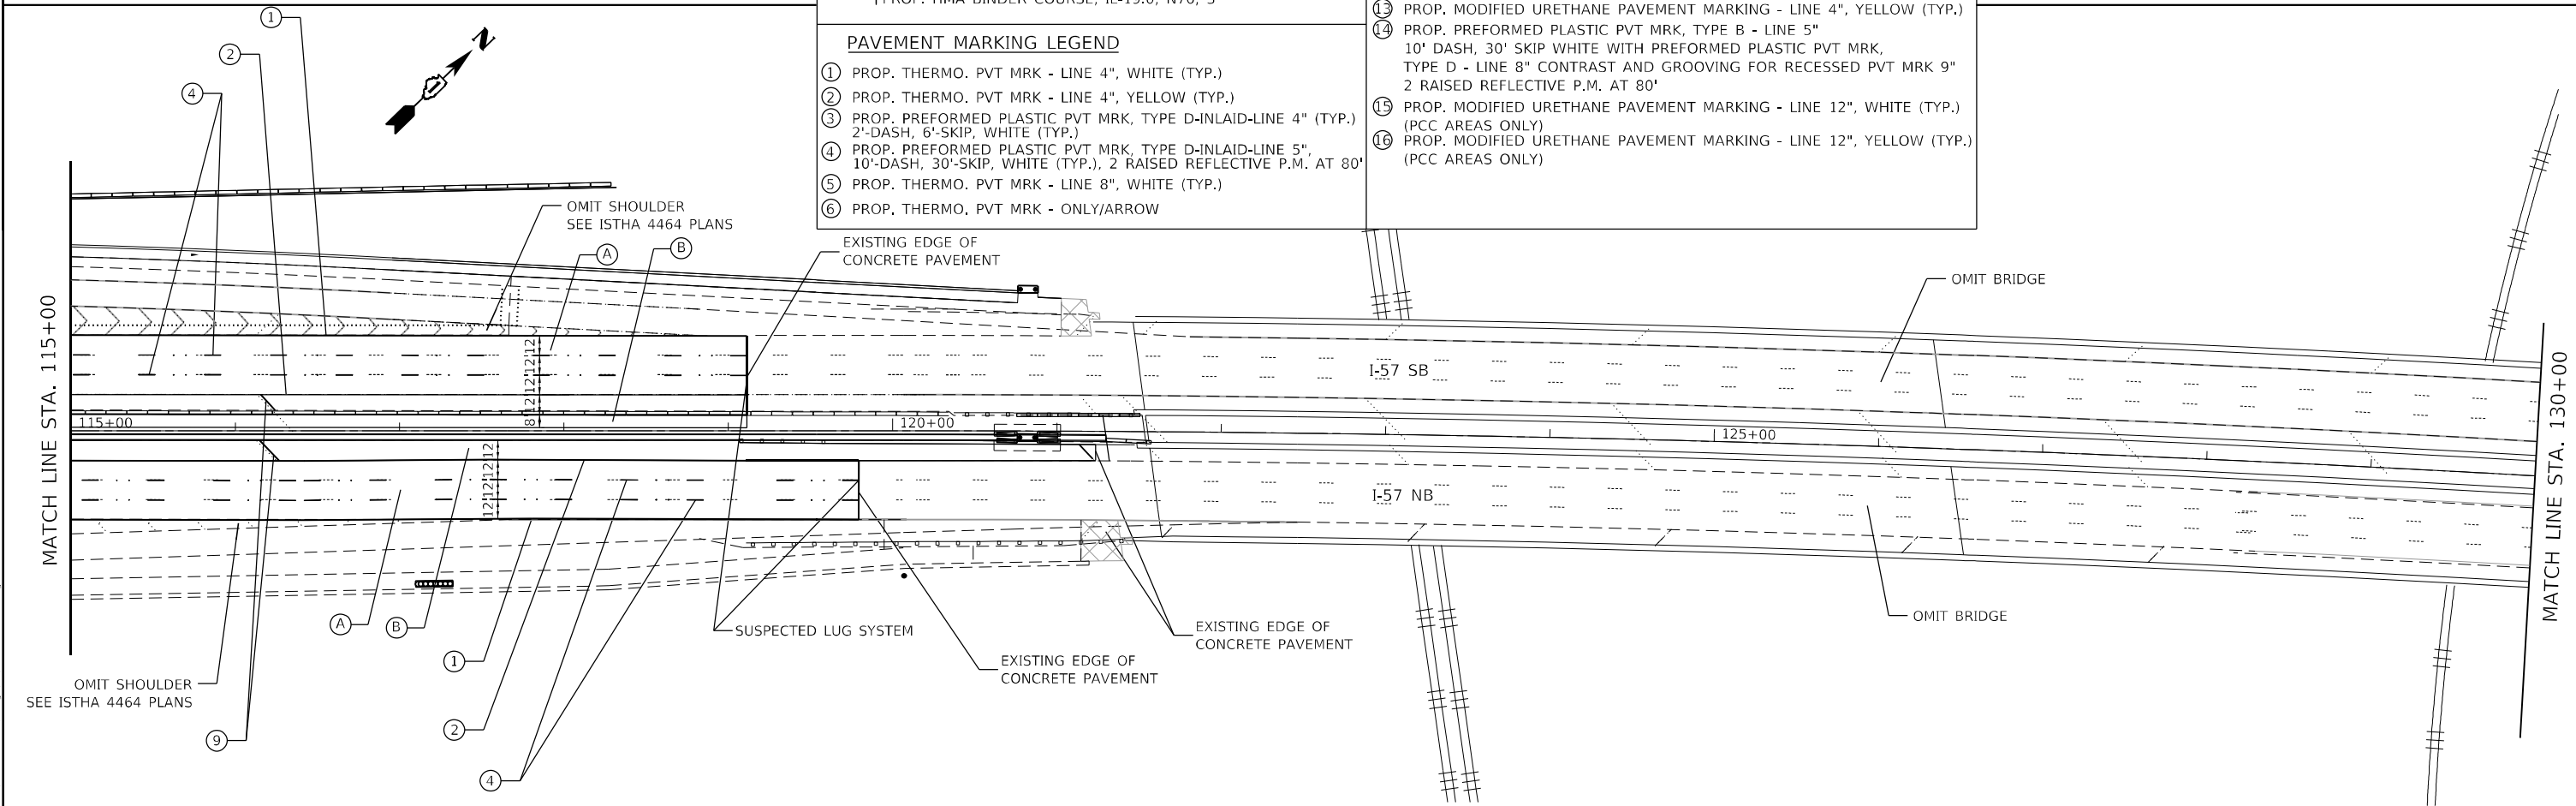 PROP. HMA BINDER COURSE, IL-19.0, N70, 3
PAVEMENT MARKING LEGEND
1 PROP. THERMO. PVT MRK - LINE 4", WHITE (TYP.)
2 PROP. THERMO. PVT MRK - LINE 4", YELLOW (TYP.)
3 PROP. PREFORMED PLASTIC PVT MRK, TYPE D-INLAID-LINE 4" (TYP.)
2'-DASH, 6'-SKIP, WHITE (TYP.)
4 PROP. PREFORMED PLASTIC PVT MRK, TYPE D-INLAID-LINE 5",
10'-DASH, 30'-SKIP, WHITE (TYP.), 2 RAISED REFLECTIVE P.M. AT 80'
5 PROP. THERMO. PVT MRK - LINE 8", WHITE (TYP.)
6 PROP. THERMO. PVT MRK - ONLY/ARROW
13 PROP. MODIFIED URETHANE PAVEMENT MARKING - LINE 4", YELLOW (TYP.)
14 PROP. PREFORMED PLASTIC PVT MRK, TYPE B - LINE 5"
10' DASH, 30' SKIP WHITE WITH PREFORMED PLASTIC PVT MRK,
TYPE D - LINE 8" CONTRAST AND GROOVING FOR RECESSED PVT MRK 9"
2 RAISED REFLECTIVE P.M. AT 80'
15 PROP. MODIFIED URETHANE PAVEMENT MARKING - LINE 12", WHITE (TYP.)
(PCC AREAS ONLY)
16 PROP. MODIFIED URETHANE PAVEMENT MARKING - LINE 12", YELLOW (TYP.)
(PCC AREAS ONLY)
1
2
4
N
OMIT SHOULDER
SEE ISTHA 4464 PLANS
A
B
EXISTING EDGE OF
CONCRETE PAVEMENT
OMIT BRIDGE
MATCH LINE STA. 115+00
12
12
12
12
8'
I-57 SB
115+00
120+00
125+00
12
12
12
12
I-57 NB
MATCH LINE STA. 130+00
A
B
1
2
4
9
OMIT SHOULDER
SEE ISTHA 4464 PLANS
SUSPECTED LUG SYSTEM
EXISTING EDGE OF
CONCRETE PAVEMENT
EXISTING EDGE OF
CONCRETE PAVEMENT
OMIT BRIDGE